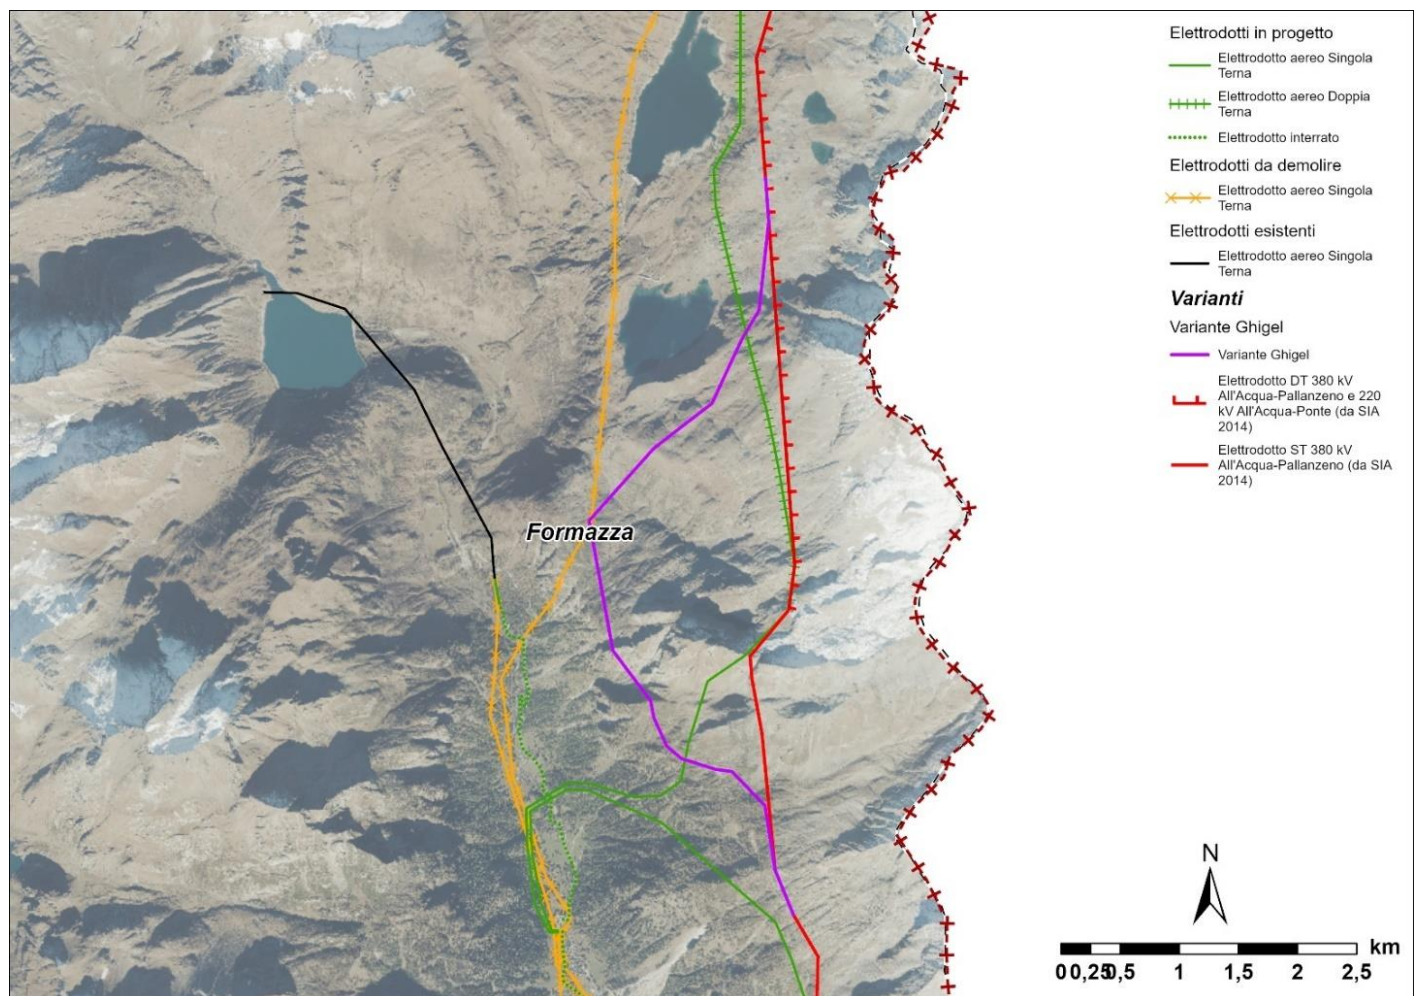 Elettrodotti in progetto
Elettrodotto aereo Singola
Terna
Elettrodotto aereo Doppia
Terna
Elettrodotto interrato
Elettrodotti da demolire
Elettrodotto aereo Singola
Terna
Elettrodotti esistenti
Elettrodotto aereo Singola
Terna
Varianti
Variante Ghigel
Variante Ghigel
Elettrodotto DT 380 kV
All'Acqua-Pallanzeno e 220
kV All'Acqua-Ponte (da SIA
2014)
Elettrodotto ST 380 kV
All'Acqua-Pallanzeno (da SIA
2014)
Formazza
N
km
0 0,25 0,5 1 1,5 2 2,5